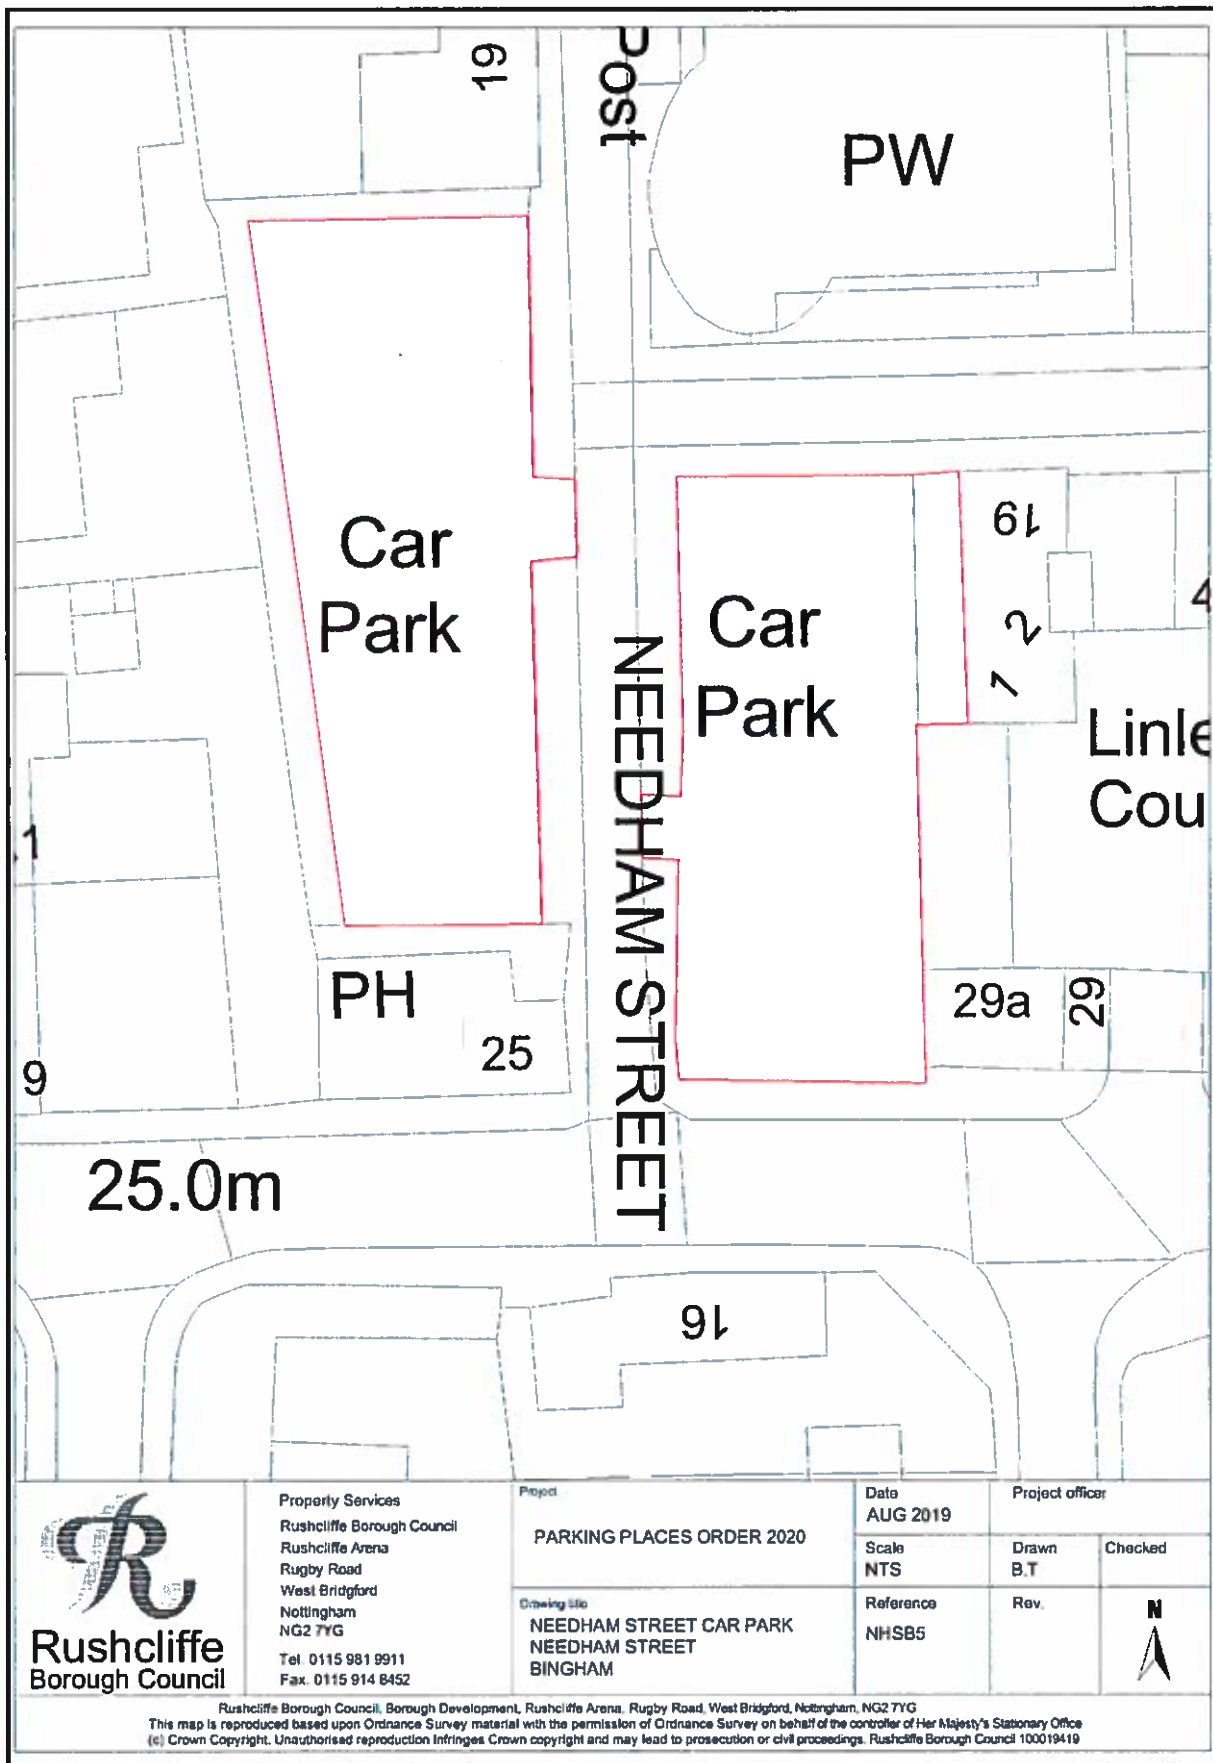 19
Post
PW
Car
Park
19
2
1
4
Car
Park
NEEDHAM STREET
Linle
Cou
1
PH
25
29a
29
9
25.0m
16
Rushcliffe
Borough Council
Property Services
Rushcliffe Borough Council
Rushcliffe Arena
Rugby Road
West Bridgford
Nottingham
NG2 7YG
Tel. 0115 981 9911
Fax. 0115 914 8452
Project
PARKING PLACES ORDER 2020
Drawing title
NEEDHAM STREET CAR PARK
NEEDHAM STREET
BINGHAM
Date
AUG 2019
Project officer
Scale
NTS
Drawn
B.T
Checked
Reference
NHSB5
Rev.
N
Rushcliffe Borough Council, Borough Development, Rushcliffe Arena, Rugby Road, West Bridgford, Nottingham, NG2 7YG
This map is reproduced based upon Ordnance Survey material with the permission of Ordnance Survey on behalf of the controller of Her Majesty's Stationary Office
(c) Crown Copyright. Unauthorised reproduction infringes Crown copyright and may lead to prosecution or civil proceedings. Rushcliffe Borough Council 100019419